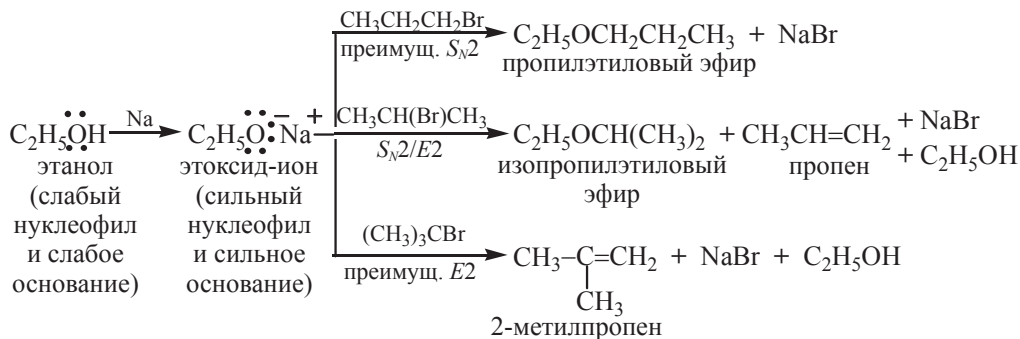 CH₃CH₂CH₂Br
преимущ. SN2
C₂H₅OCH₂CH₂CH₃ + NaBr
пропилэтиловый эфир
C₂H₅OH
Na
C₂H₅O:⁻ Na⁺
CH₃CH(Br)CH₃
SN2/E2
C₂H₅OCH(CH₃)₂ + CH₃CH=CH₂ + NaBr
+ C₂H₅OH
этанол
(слабый
нуклеофил
и слабое
основание)
этоксид-ион
(сильный
нуклеофил
и сильное
основание)
изопропилэтиловый
эфир
пропен
(CH₃)₃CBr
преимущ. E2
CH₃–C=CH₂ + NaBr + C₂H₅OH
CH₃
2-метилпропен